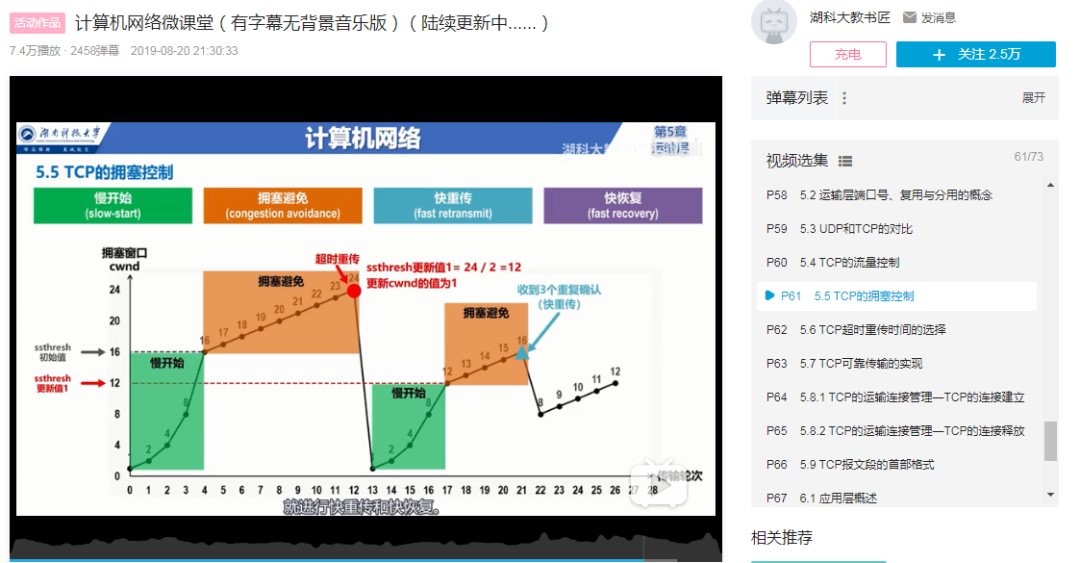 活动作品 计算机网络微课堂（有字幕无背景音乐版）（陆续更新中......）
7.4万播放 · 2458弹幕 2019-08-20 21:30:33
湖南科技大学
计算机网络
湖科大
第5章
运输层
5.5 TCP的拥塞控制
慢开始
(slow-start)
拥塞避免
(congestion avoidance)
快重传
(fast retransmit)
快恢复
(fast recovery)
拥塞窗口
cwnd
超时重传
ssthresh更新值1 = 24 / 2 =12
更新cwnd的值为1
收到3个重复确认
（快重传）
拥塞避免
拥塞避免
慢开始
慢开始
ssthresh
初始值
ssthresh
更新值1
24
20
16
12
8
4
0
2 4 8 16 17 18 19 20 21 22 23 24
2 4 8 12 13 14 15 16
8 9 10 11 12
0 1 2 3 4 5 6 7 8 9 10 11 12 13 14 15 16 17 18 19 20 21 22 23 24 25 26 27 28
传输轮次
就进行快重传和快恢复。
湖科大教书匠 发消息
充电
+ 关注 2.5万
弹幕列表 展开
视频选集 61/73
P58 5.2 运输层端口号、复用与分用的概念
P59 5.3 UDP和TCP的对比
P60 5.4 TCP的流量控制
P61 5.5 TCP的拥塞控制
P62 5.6 TCP超时重传时间的选择
P63 5.7 TCP可靠传输的实现
P64 5.8.1 TCP的运输连接管理—TCP的连接建立
P65 5.8.2 TCP的运输连接管理—TCP的连接释放
P66 5.9 TCP报文段的首部格式
P67 6.1 应用层概述
相关推荐